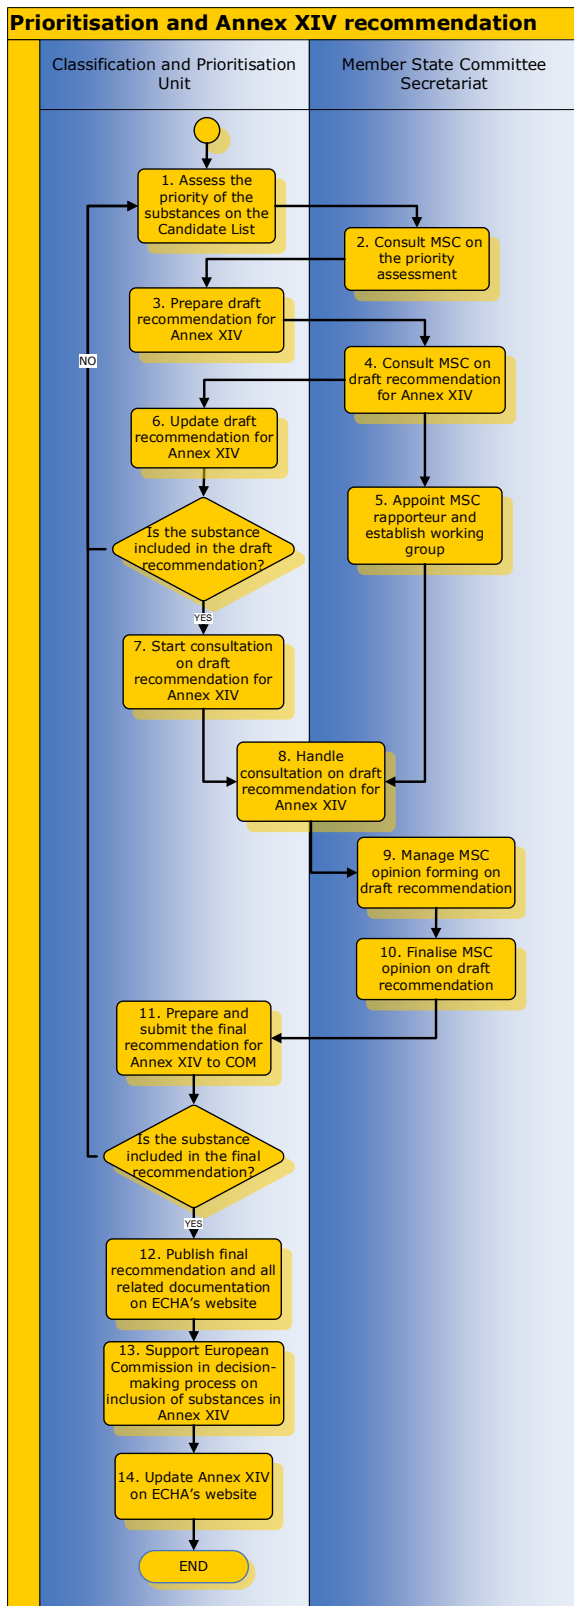 Prioritisation and Annex XIV recommendation
Classification and Prioritisation
Unit
Member State Committee
Secretariat
1. Assess the
priority of the
substances on the
Candidate List
2. Consult MSC on
the priority
assessment
3. Prepare draft
recommendation for
Annex XIV
4. Consult MSC on
draft recommendation
for Annex XIV
NO
6. Update draft
recommendation for
Annex XIV
5. Appoint MSC
rapporteur and
establish working
group
Is the substance
included in the draft
recommendation?
YES
7. Start consultation
on draft
recommendation for
Annex XIV
8. Handle
consultation on draft
recommendation for
Annex XIV
9. Manage MSC
opinion forming on
draft recommendation
10. Finalise MSC
opinion on draft
recommendation
11. Prepare and
submit the final
recommendation for
Annex XIV to COM
Is the substance
included in the final
recommendation?
YES
12. Publish final
recommendation and all
related documentation
on ECHA's website
13. Support European
Commission in decision-
making process on
inclusion of substances in
Annex XIV
14. Update Annex XIV
on ECHA's website
END